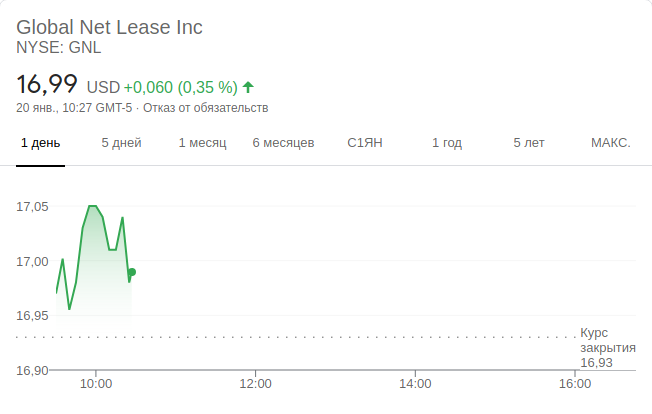 Global Net Lease Inc
NYSE: GNL
16,99 USD +0,060 (0,35 %)
20 янв., 10:27 GMT-5 · Отказ от обязательств
1 день 5 дней 1 месяц 6 месяцев С1ЯН 1 год 5 лет МАКС.
17,05
17,00
16,95
16,90
Курс
закрытия
16,93
10:00 12:00 14:00 16:00